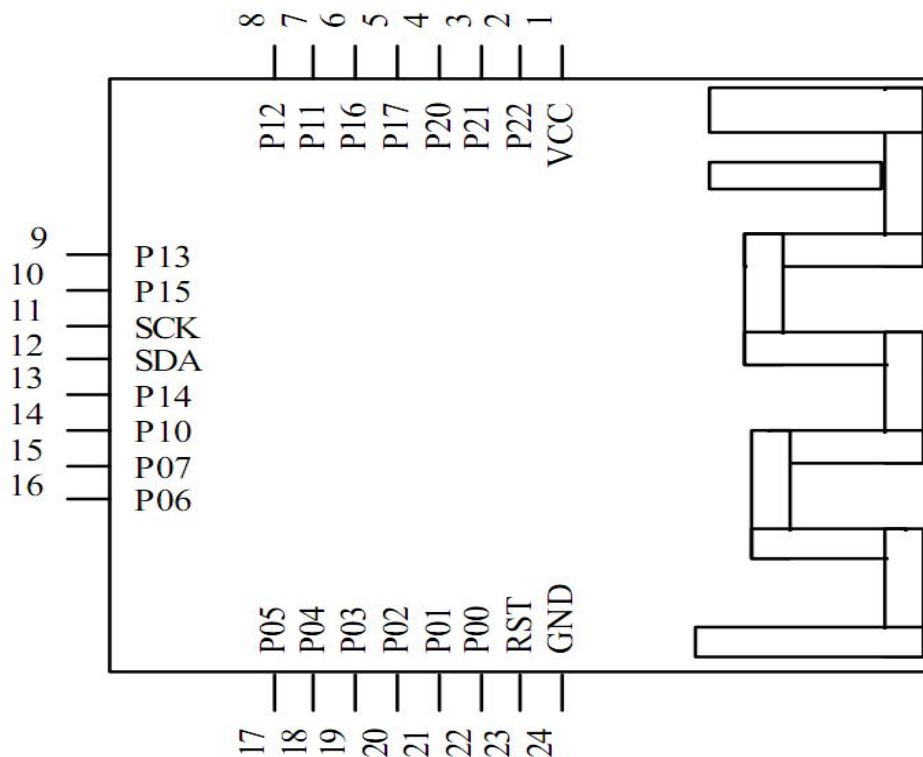 8 7 6 5 4 3 2 1
P12 P11 P16 P17 P20 P21 P22 VCC
9 P13
10 P15
11 SCK
12 SDA
13 P14
14 P10
15 P07
16 P06
P05 P04 P03 P02 P01 P00 RST GND
17 18 19 20 21 22 23 24